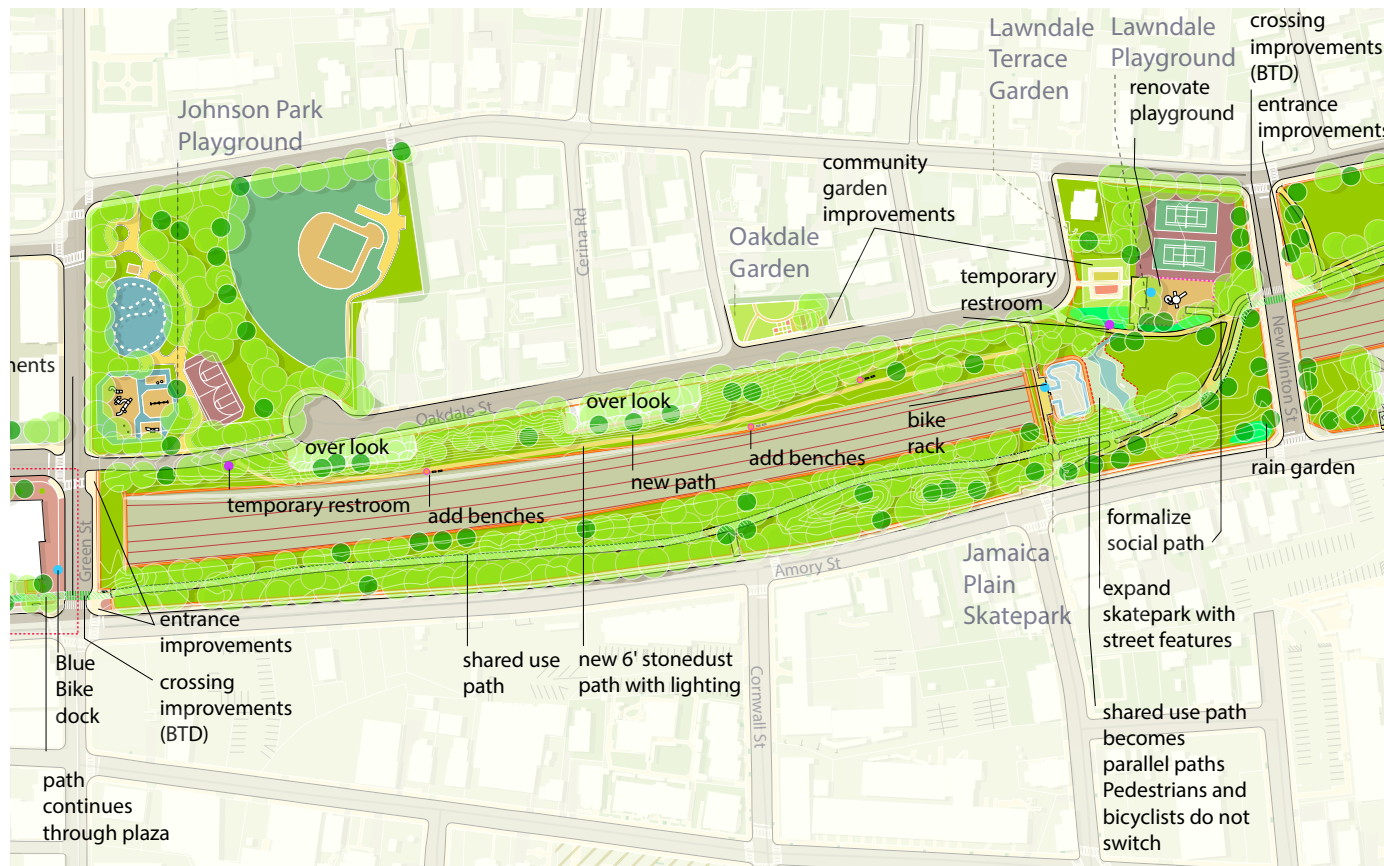 Lawndale
Terrace
Garden
Lawndale
Playground
crossing
improvements
(BTD)
renovate
playground
entrance
improvements
Johnson Park
Playground
community
garden
improvements
Oakdale
Garden
temporary
restroom
Cerina Rd
New Minton St
Oakdale St
over look
over look
bike
rack
add benches
new path
temporary restroom
add benches
rain garden
formalize
social path
Green St
Amory St
Jamaica
Plain
Skatepark
entrance
improvements
expand
skatepark with
street features
Blue
Bike
dock
crossing
improvements
(BTD)
shared use
path
new 6' stonedust
path with lighting
Cornwall St
shared use path
becomes
parallel paths
Pedestrians and
bicyclists do not
switch
path
continues
through plaza